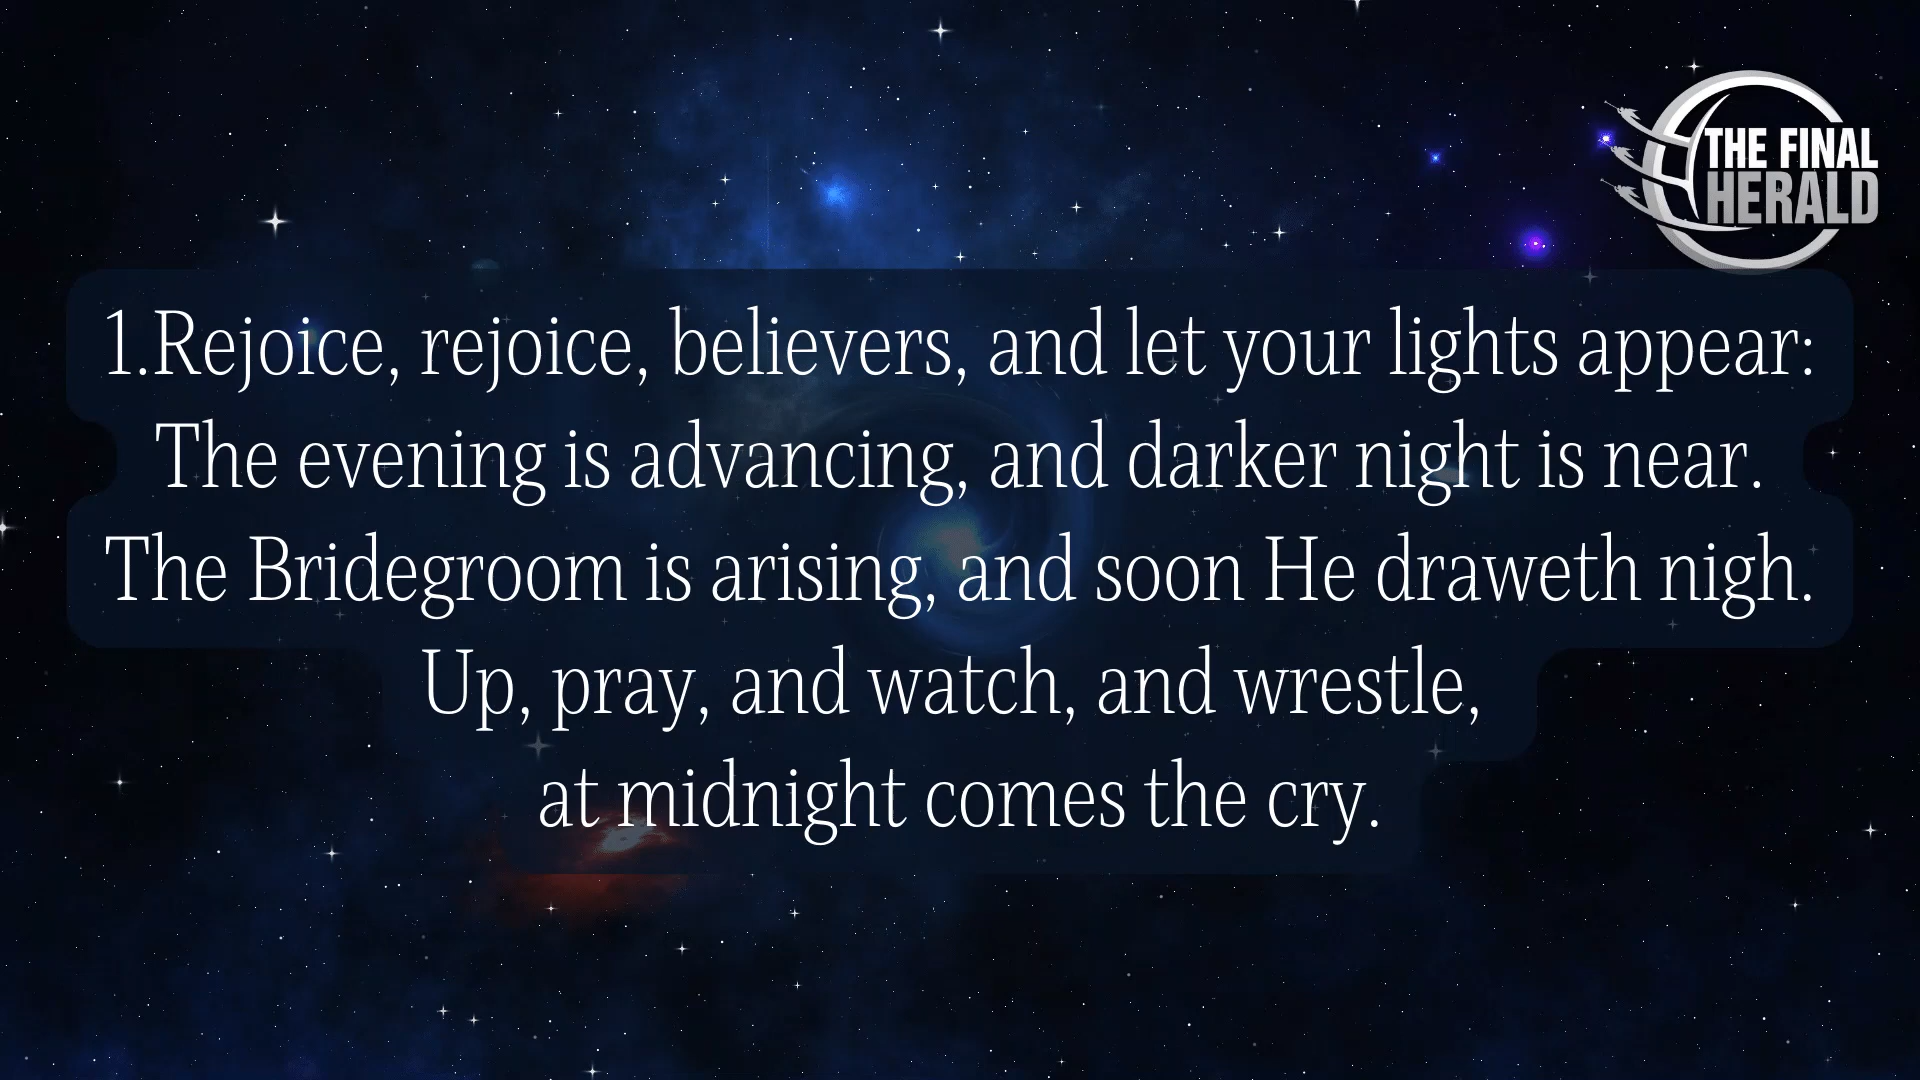 THE FINAL
HERALD
1.Rejoice, rejoice, believers, and let your lights appear:
The evening is advancing, and darker night is near.
The Bridegroom is arising, and soon He draweth nigh.
Up, pray, and watch, and wrestle,
at midnight comes the cry.